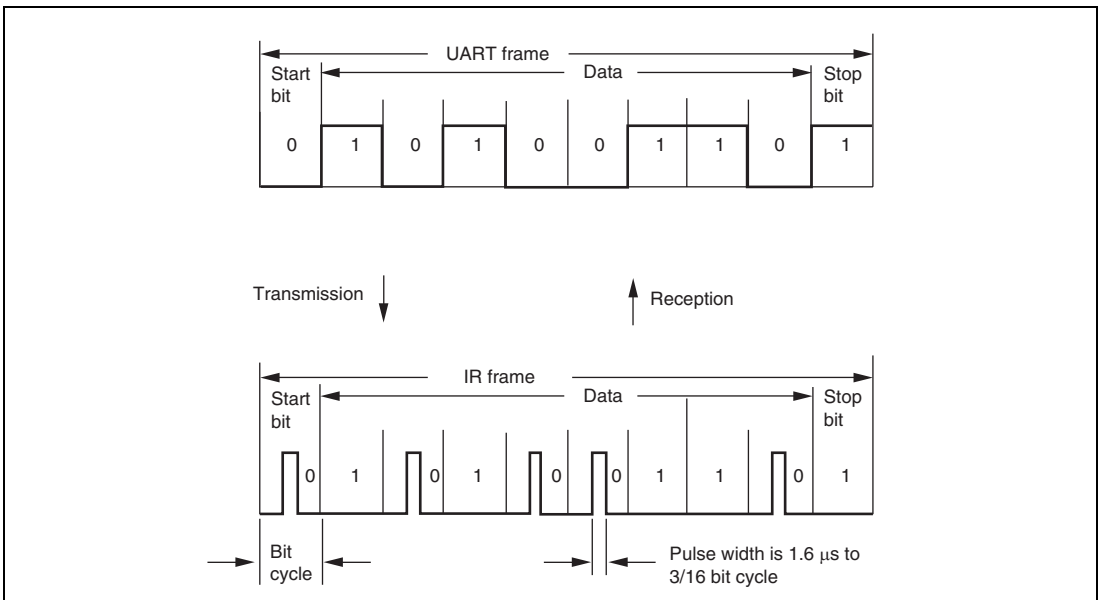 UART frame
Start
bit
Data
Stop
bit
0 1 0 1 0 0 1 1 0 1
Transmission
Reception
IR frame
Start
bit
Data
Stop
bit
0 1 0 1 0 0 1 1 0 1
Bit
cycle
Pulse width is 1.6 μs to
3/16 bit cycle